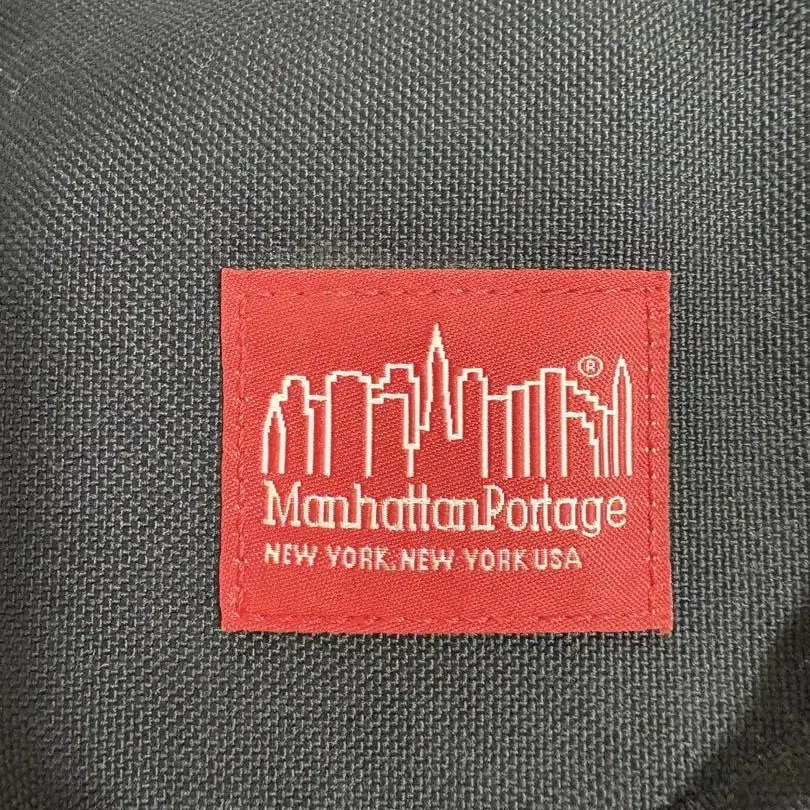 ®
ManhattanPortage
NEW YORK, NEW YORK USA